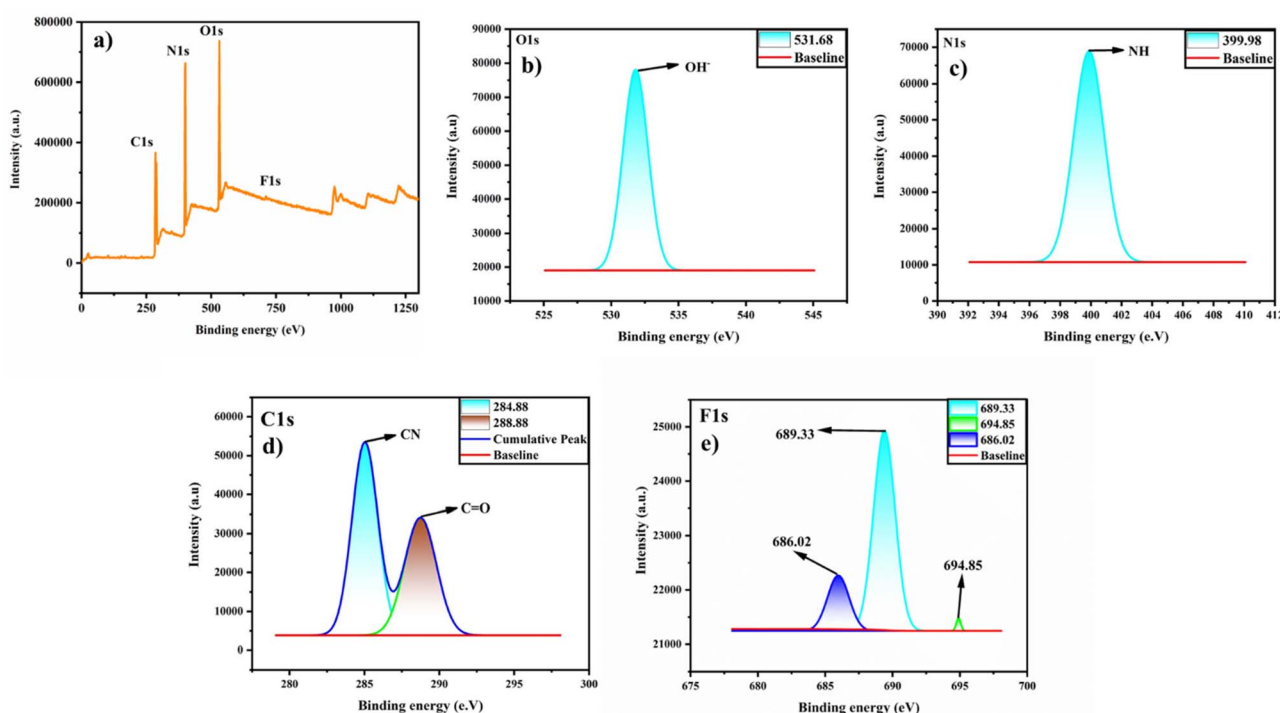 a)
C1s
N1s
O1s
F1s
800000
600000
400000
200000
0
0
250
500
750
1000
1250
Intensity (a.u.)
Binding energy (eV)
O1s
b)
531.68
Baseline
OH-
90000
80000
70000
60000
50000
40000
30000
20000
10000
525
530
535
540
545
Intensity (a.u)
Binding energy (eV)
N1s
c)
399.98
Baseline
NH
70000
60000
50000
40000
30000
20000
10000
0
390
392
394
396
398
400
402
404
406
408
410
412
Intensity (a.u)
Binding energy (e.V)
C1s
d)
284.88
288.88
Cumulative Peak
Baseline
CN
C=O
60000
50000
40000
30000
20000
10000
0
280
285
290
295
300
Intensity (a.u)
Binding energy (e.V)
F1s
e)
689.33
694.85
686.02
Baseline
689.33
686.02
694.85
25000
24000
23000
22000
21000
675
680
685
690
695
700
Intensity (a.u.)
Binding energy (eV)